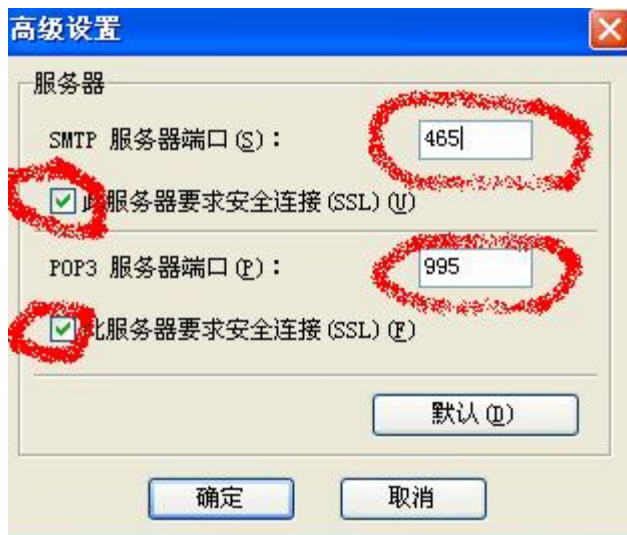 高级设置
服务器
SMTP 服务器端口(S):
465
此服务器要求安全连接(SSL)(U)
POP3 服务器端口(P):
995
此服务器要求安全连接(SSL)(F)
默认(D)
确定
取消